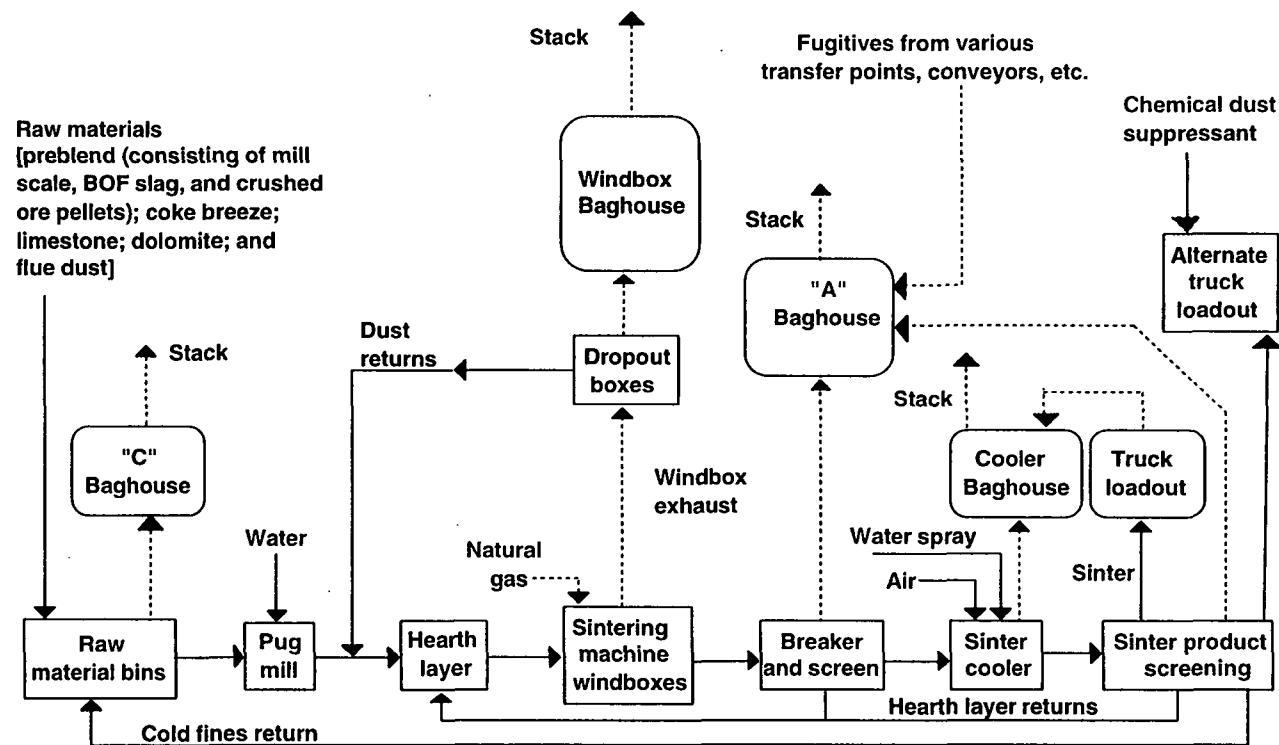 Stack
Fugitives from various
transfer points, conveyors, etc.
Chemical dust
suppressant
Raw materials
[preblend (consisting of mill
scale, BOF slag, and crushed
ore pellets); coke breeze;
limestone; dolomite; and
flue dust]
Windbox
Baghouse
Stack
"A"
Baghouse
Alternate
truck
loadout
Dust
returns
Dropout
boxes
Stack
"C"
Baghouse
Stack
Cooler
Baghouse
Truck
loadout
Windbox
exhaust
Water
Natural
gas
Water spray
Air
Sinter
Raw
material bins
Pug
mill
Hearth
layer
Sintering
machine
windboxes
Breaker
and screen
Sinter
cooler
Sinter product
screening
Hearth layer returns
Cold fines return